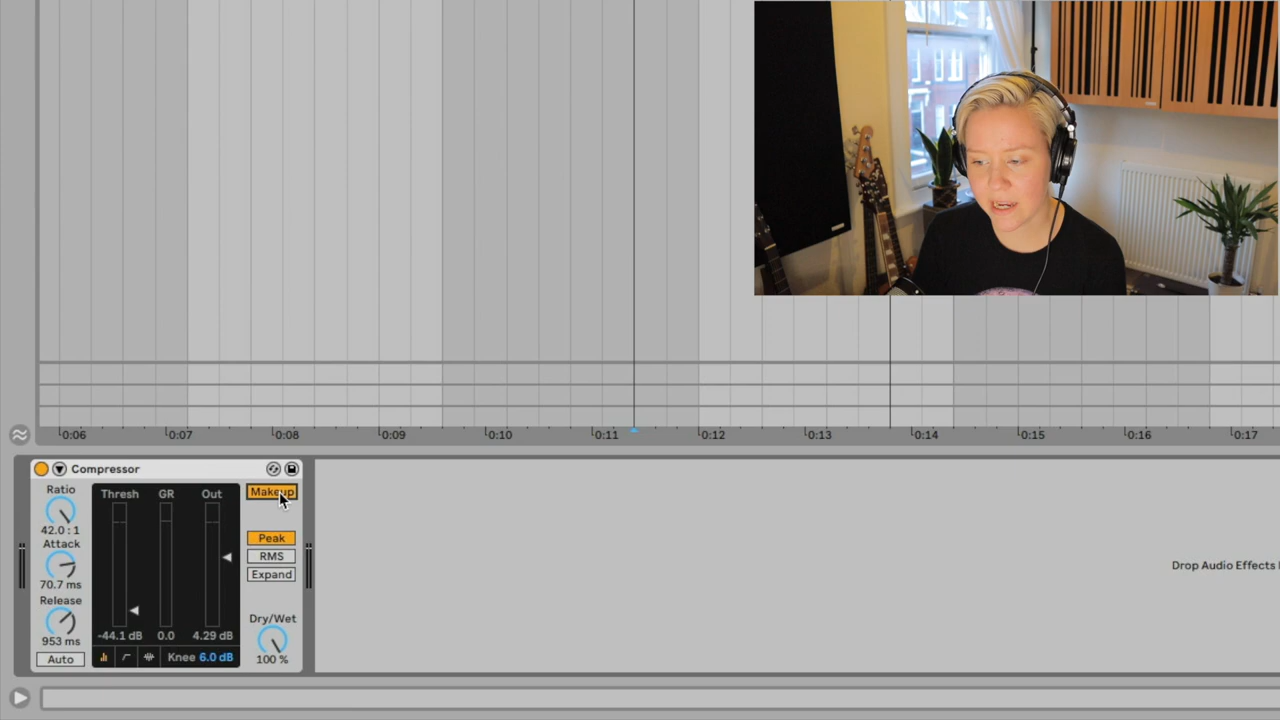 0:06 0:07 0:08 0:09 0:10 0:11 0:12 0:13 0:14 0:15 0:16 0:17
Compressor
Ratio
42.0 : 1
Attack
70.7 ms
Release
953 ms
Auto
Thresh GR Out
-44.1 dB 0.0 4.29 dB
Knee 6.0 dB
Makeup
Peak
RMS
Expand
Dry/Wet
100 %
Drop Audio Effects